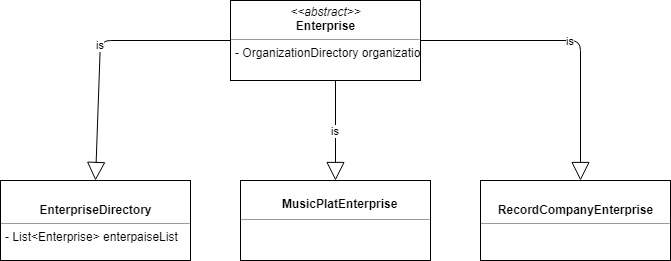 <<abstract>>
Enterprise
- OrganizationDirectory organizatio
is
is
is
EnterpriseDirectory
- List<Enterprise> enterpaiseList
MusicPlatEnterprise
RecordCompanyEnterprise